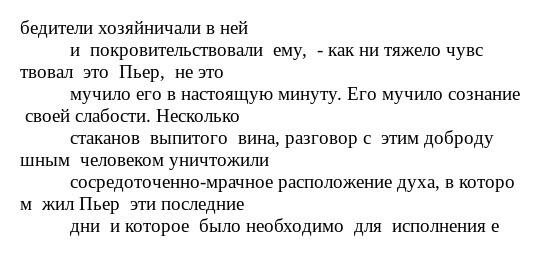 бедители хозяйничали в ней
и  покровительствовали  ему,  - как ни тяжело чувс
твовал  это  Пьер,  не это
мучило его в настоящую минуту. Его мучило сознание
 своей слабости. Несколько
стаканов  выпитого  вина, разговор с  этим доброду
шным  человеком уничтожили
сосредоточенно-мрачное расположение духа, в которо
м  жил Пьер  эти последние
дни  и которое  было необходимо  для  исполнения е